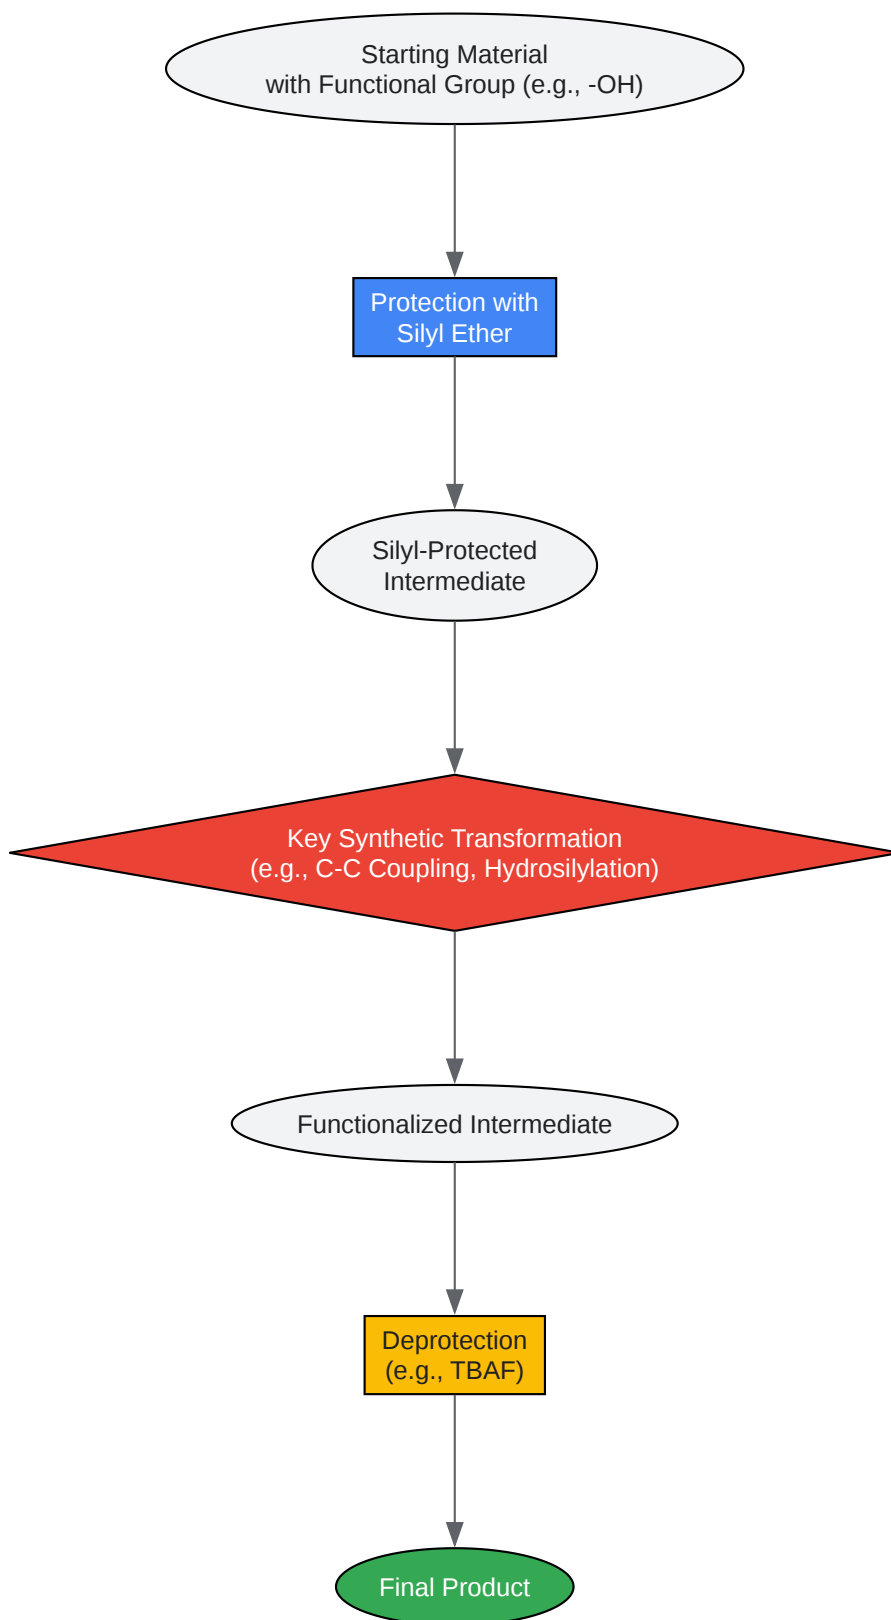 Starting Material
with Functional Group (e.g., -OH)
Protection with
Silyl Ether
Silyl-Protected
Intermediate
Key Synthetic Transformation
(e.g., C-C Coupling, Hydrosilylation)
Functionalized Intermediate
Deprotection
(e.g., TBAF)
Final Product